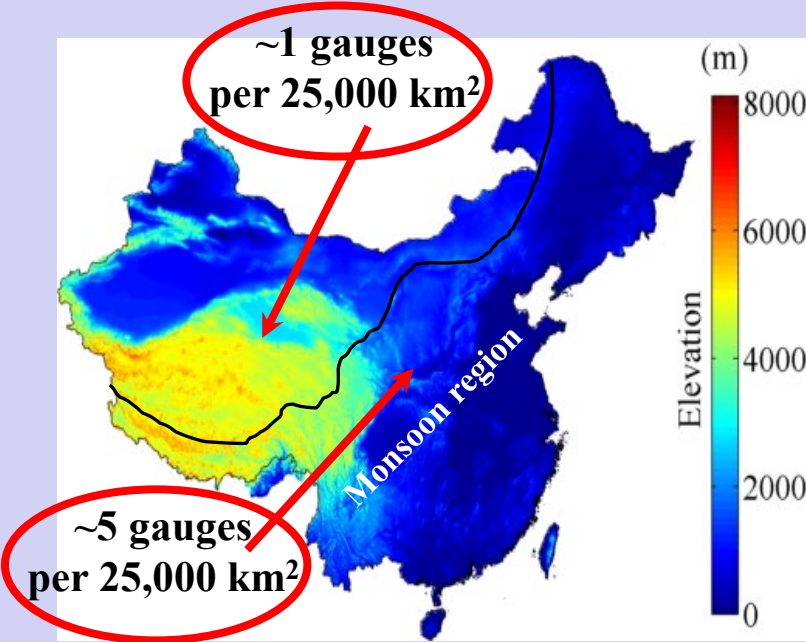 ~1 gauges
per 25,000 km²
(m)
8000
6000
4000
2000
0
Elevation
Monsoon region
~5 gauges
per 25,000 km²